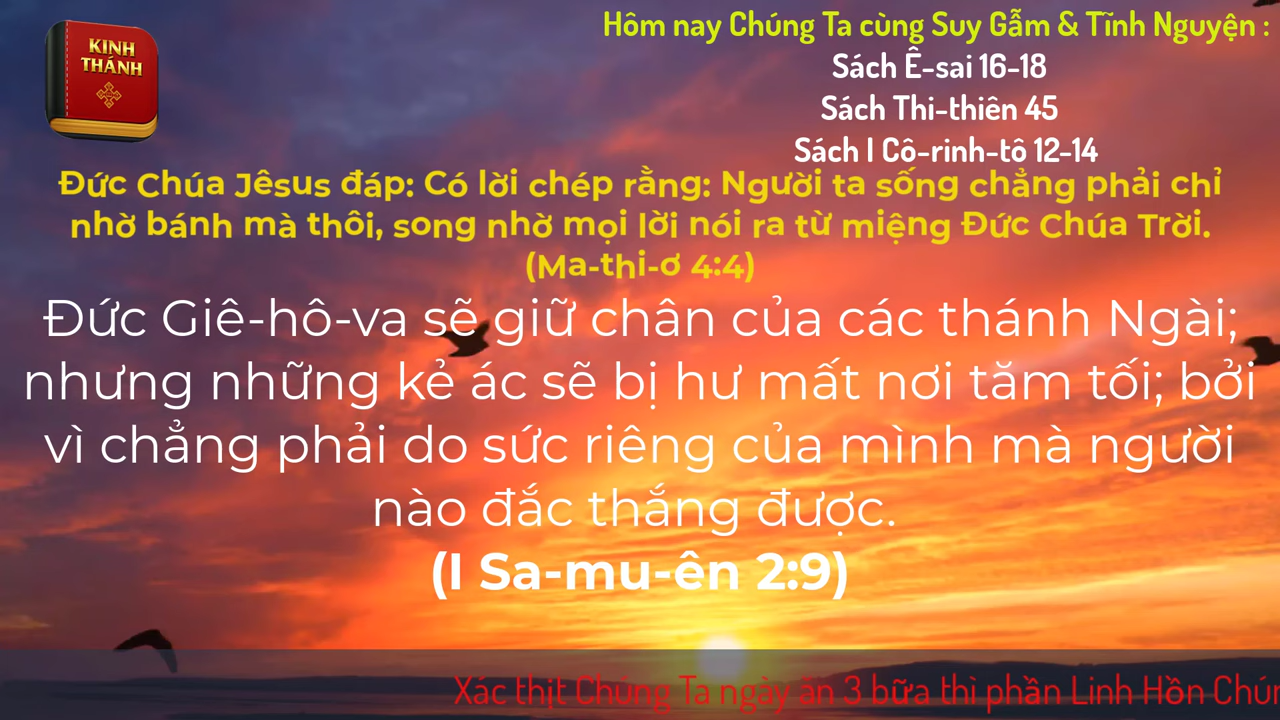 KINH
THÁNH
Hôm nay Chúng Ta cùng Suy Gẫm & Tĩnh Nguyện :
Sách Ê-sai 16-18
Sách Thi-thiên 45
Sách I Cô-rinh-tô 12-14
Đức Chúa Jêsus đáp: Có lời chép rằng: Người ta sống chẳng phải chỉ
nhờ bánh mà thôi, song nhờ mọi lời nói ra từ miệng Đức Chúa Trời.
(Ma-thi-ơ 4:4)
Đức Giê-hô-va sẽ giữ chân của các thánh Ngài;
nhưng những kẻ ác sẽ bị hư mất nơi tăm tối; bởi
vì chẳng phải do sức riêng của mình mà người
nào đắc thắng được.
(I Sa-mu-ên 2:9)
Xác thịt Chúng Ta ngày ăn 3 bữa thì phần Linh Hồn